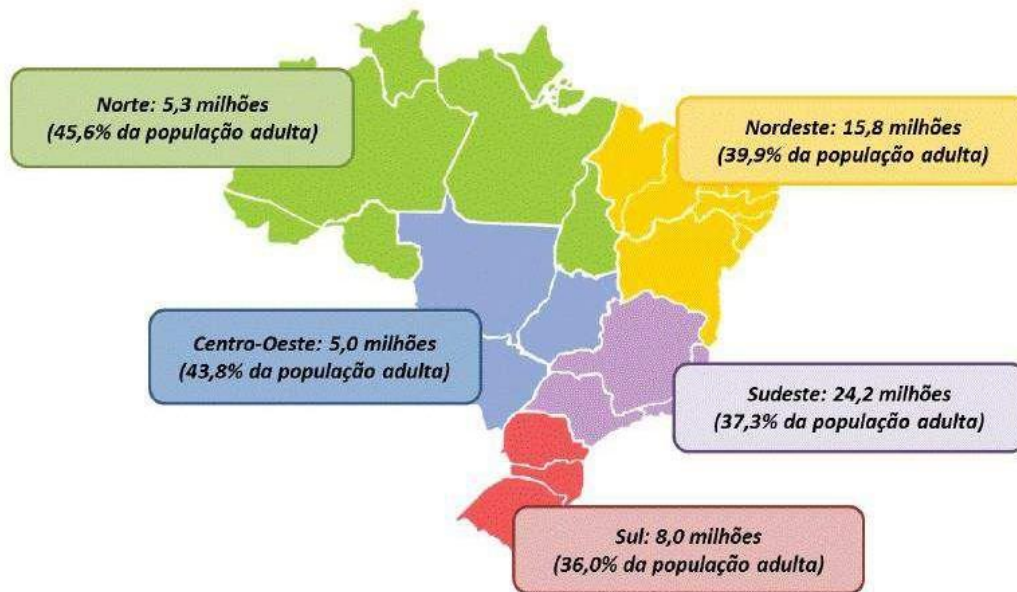 Norte: 5,3 milhões
(45,6% da população adulta)
Nordeste: 15,8 milhões
(39,9% da população adulta)
Centro-Oeste: 5,0 milhões
(43,8% da população adulta)
Sudeste: 24,2 milhões
(37,3% da população adulta)
Sul: 8,0 milhões
(36,0% da população adulta)